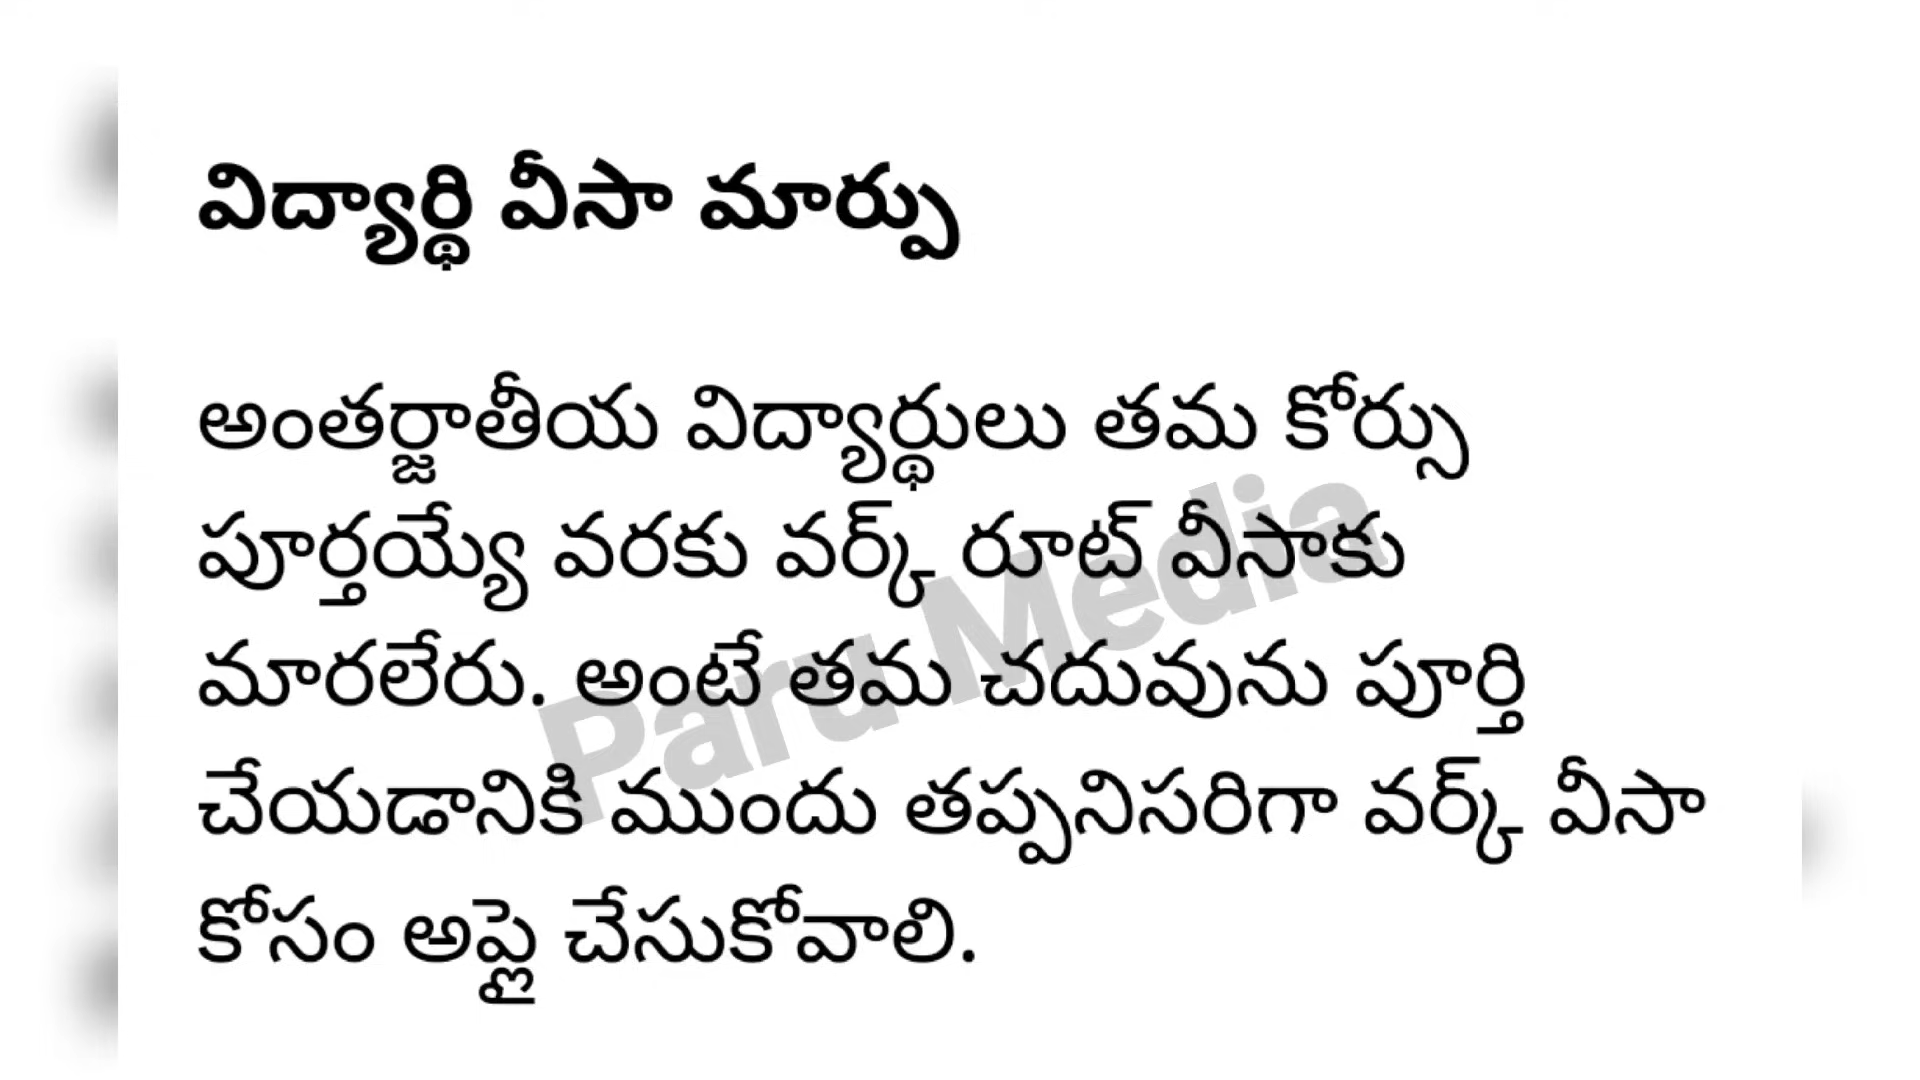 విద్యార్థి వీసా మార్పు
అంతర్జాతీయ విద్యార్థులు తమ కోర్సు
పూర్తయ్యే వరకు వర్క్ రూట్ వీసాకు
మారలేరు. అంటే తమ చదువును పూర్తి
చేయడానికి ముందు తప్పనిసరిగా వర్క్ వీసా
కోసం అప్లై చేసుకోవాలి.
Paru Media